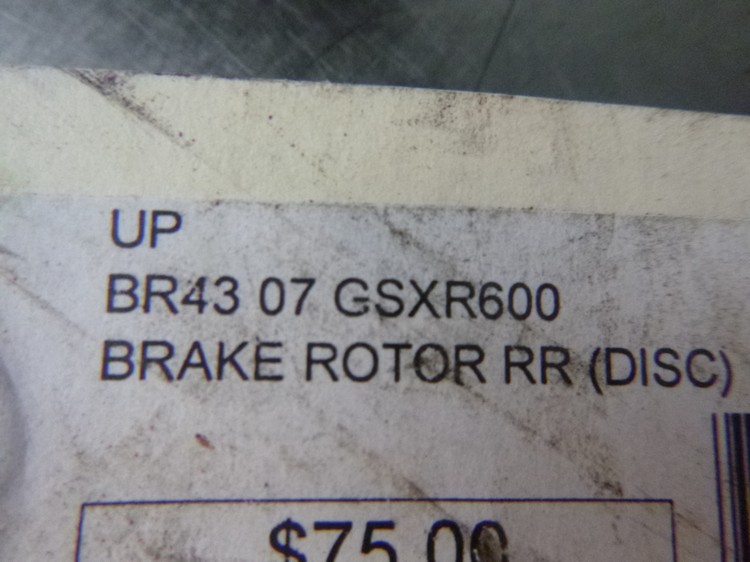 UP
BR43 07 GSXR600
BRAKE ROTOR RR (DISC)
$75.00